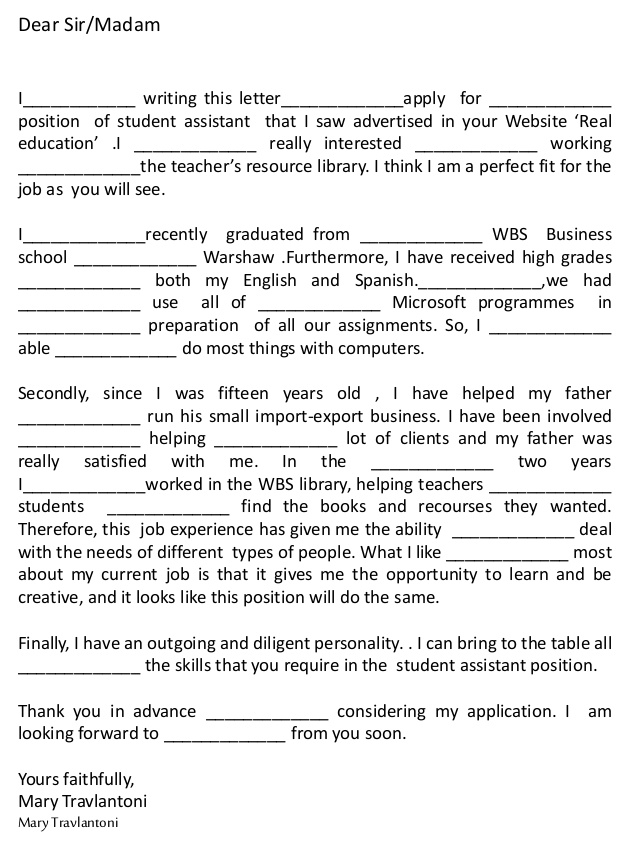 Dear Sir/Madam
I____________ writing this letter_____________apply for _____________
position of student assistant that I saw advertised in your Website ‘Real
education’ .I _____________ really interested _____________ working
_____________the teacher’s resource library. I think I am a perfect fit for the
job as you will see.
I_____________recently graduated from _____________ WBS Business
school _____________ Warshaw .Furthermore, I have received high grades
_____________ both my English and Spanish._____________,we had
_____________ use all of _____________ Microsoft programmes in
_____________ preparation of all our assignments. So, I _____________
able _____________ do most things with computers.
Secondly, since I was fifteen years old , I have helped my father
_____________ run his small import-export business. I have been involved
_____________ helping _____________ lot of clients and my father was
really satisfied with me. In the _____________ two years
I_____________worked in the WBS library, helping teachers _____________
students _____________ find the books and recourses they wanted.
Therefore, this job experience has given me the ability _____________ deal
with the needs of different types of people. What I like _____________ most
about my current job is that it gives me the opportunity to learn and be
creative, and it looks like this position will do the same.
Finally, I have an outgoing and diligent personality. . I can bring to the table all
_____________ the skills that you require in the student assistant position.
Thank you in advance _____________ considering my application. I am
looking forward to _____________ from you soon.
Yours faithfully,
Mary Travlantoni
Mary Travlantoni